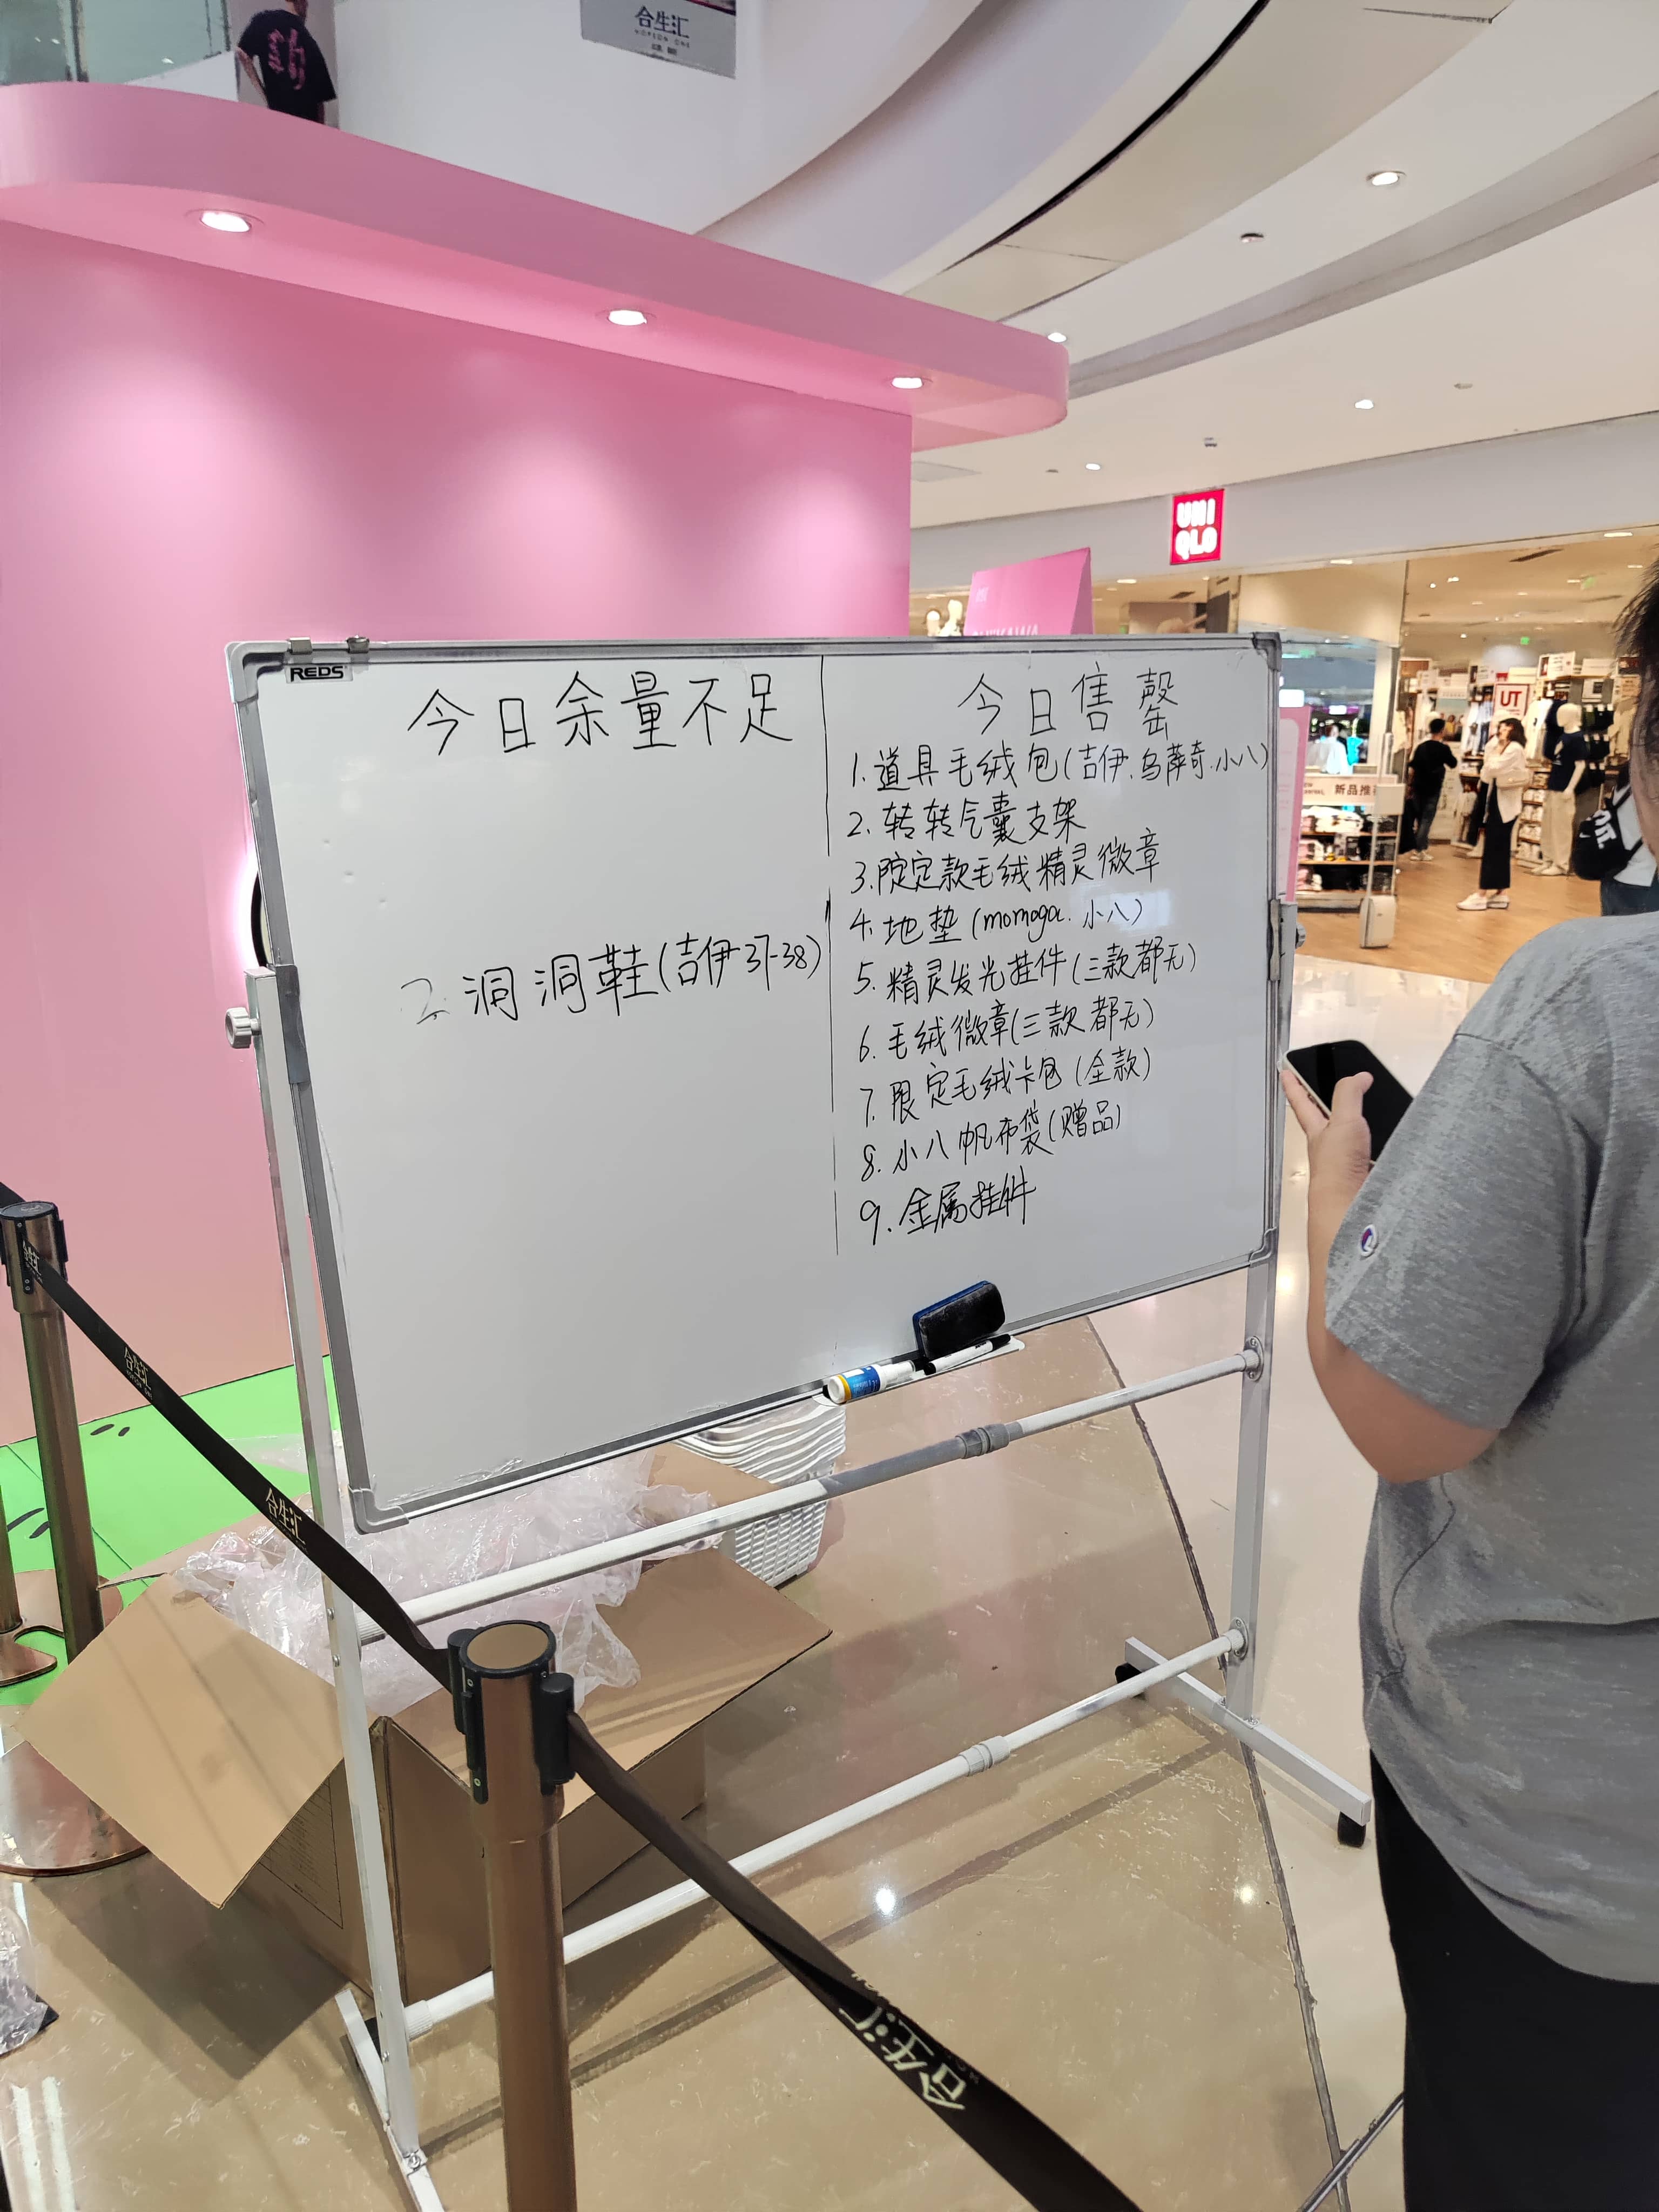 合生汇
HOPSON ONE
UNI
QLO
UT
新品推
REDS
今日余量不足
2. 洞洞鞋(吉伊37-38)
今日售罄
1.道具毛绒包(吉伊.乌萨奇.小八)
2.转转气囊支架
3.限定款毛绒精灵徽章
4.地垫(momoga.小八)
5.精灵发光挂件(三款都无)
6.毛绒徽章(三款都无)
7.限定毛绒卡包(全款)
8.小八帆布袋(赠品)
9.金属挂件
合生汇
HOPSON ONE
合生汇
合生汇